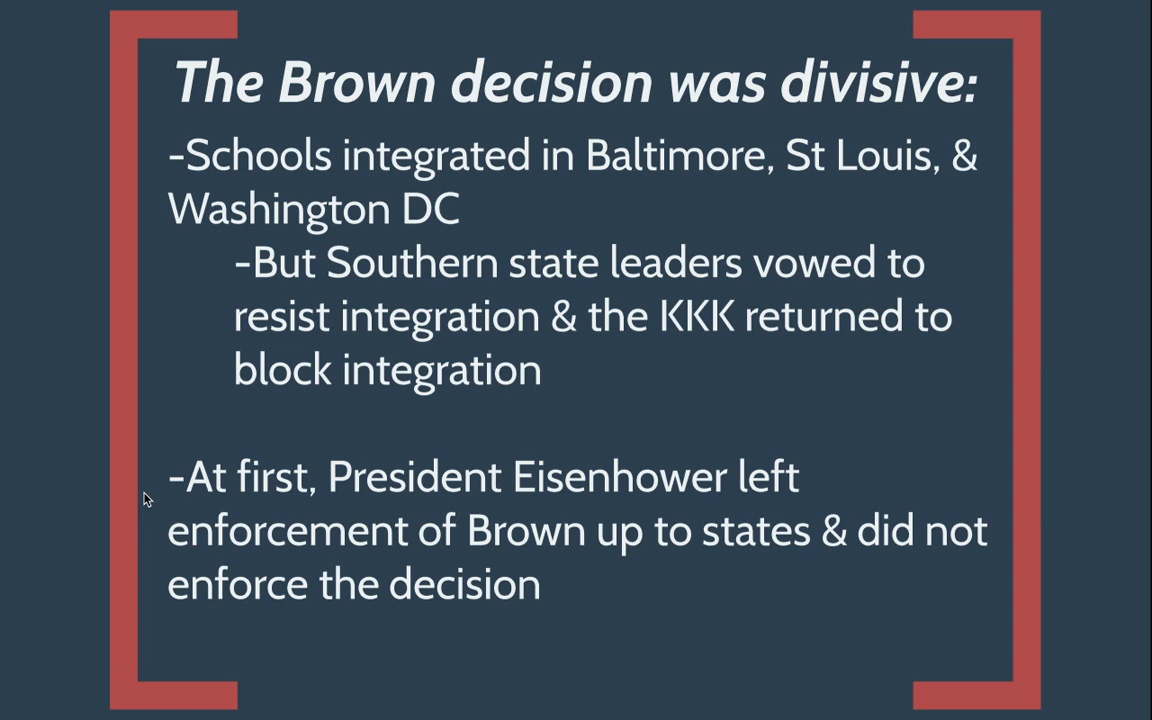 The Brown decision was divisive:
-Schools integrated in Baltimore, St Louis, &
Washington DC
-But Southern state leaders vowed to
resist integration & the KKK returned to
block integration
-At first, President Eisenhower left
enforcement of Brown up to states & did not
enforce the decision